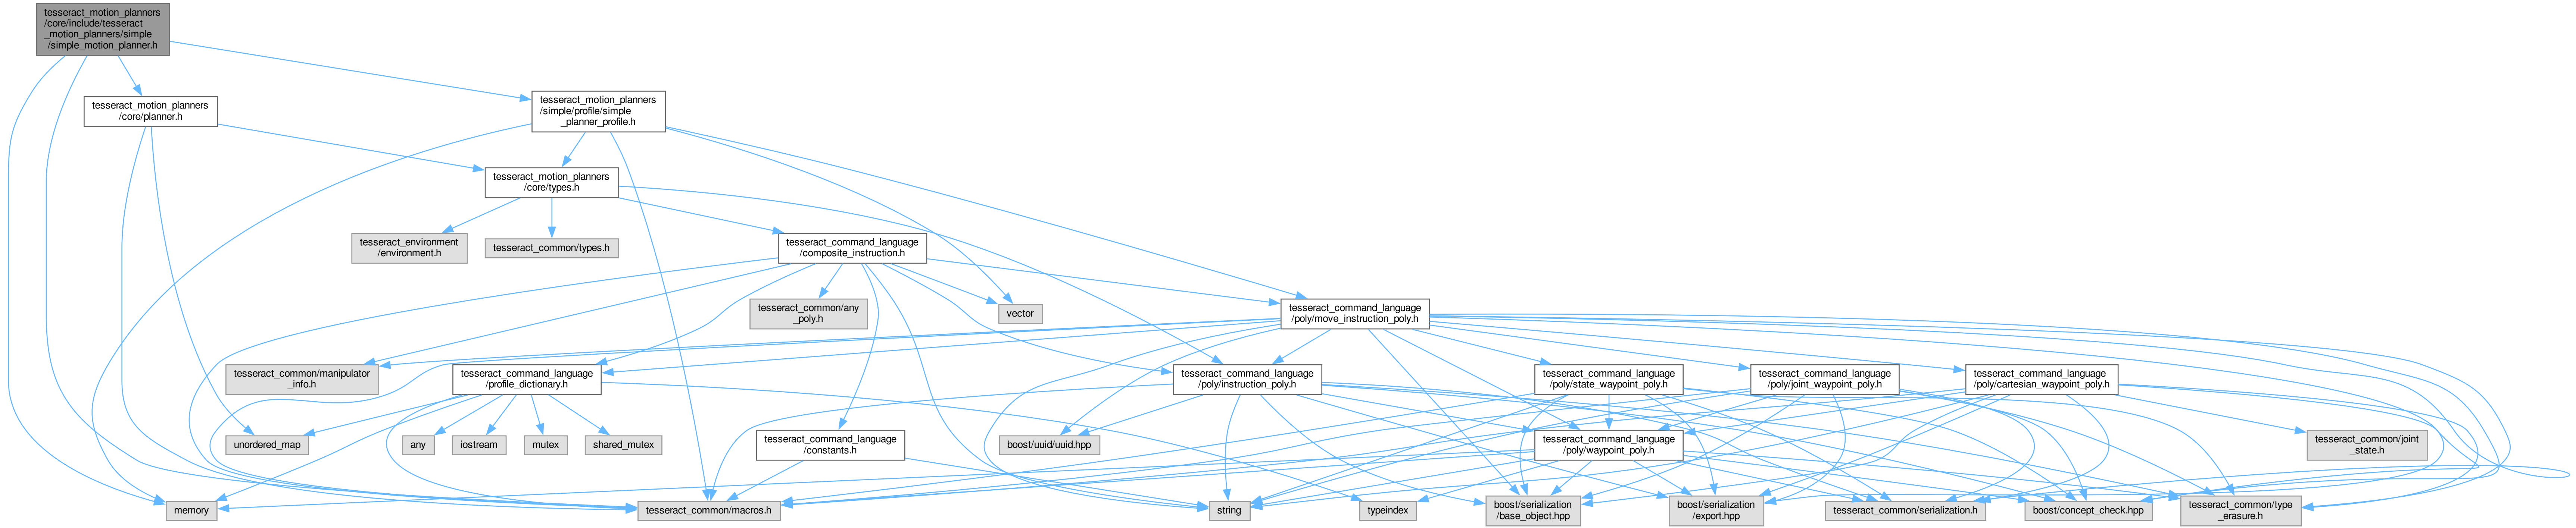 tesseract_motion_planners
/core/include/tesseract
_motion_planners/simple
/simple_motion_planner.h
tesseract_motion_planners
/core/planner.h
tesseract_motion_planners
/simple/profile/simple
_planner_profile.h
tesseract_motion_planners
/core/types.h
tesseract_environment
/environment.h
tesseract_common/types.h
tesseract_command_language
/composite_instruction.h
tesseract_common/any
_poly.h
vector
tesseract_command_language
/poly/move_instruction_poly.h
tesseract_common/manipulator
_info.h
tesseract_command_language
/profile_dictionary.h
tesseract_command_language
/poly/instruction_poly.h
tesseract_command_language
/poly/state_waypoint_poly.h
tesseract_command_language
/poly/joint_waypoint_poly.h
tesseract_command_language
/poly/cartesian_waypoint_poly.h
unordered_map
any
iostream
mutex
shared_mutex
tesseract_command_language
/constants.h
boost/uuid/uuid.hpp
tesseract_command_language
/poly/waypoint_poly.h
tesseract_common/joint
_state.h
memory
tesseract_common/macros.h
string
typeindex
boost/serialization
/base_object.hpp
boost/serialization
/export.hpp
tesseract_common/serialization.h
boost/concept_check.hpp
tesseract_common/type
_erasure.h